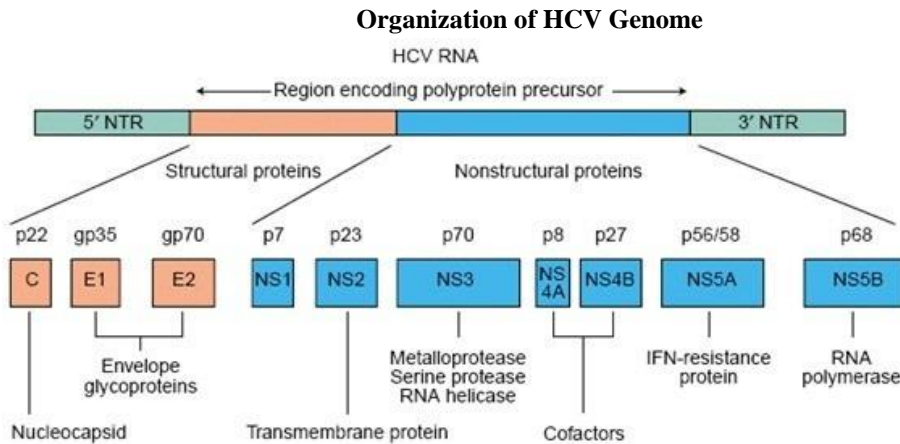 Organization of HCV Genome
HCV RNA
Region encoding polyprotein precursor
5′ NTR
3′ NTR
Structural proteins
Nonstructural proteins
p22 gp35 gp70 p7 p23 p70 p8 p27 p56/58 p68
C E1 E2 NS1 NS2 NS3 NS 4A NS4B NS5A NS5B
Envelope
glycoproteins
Metalloprotease
Serine protease
RNA helicase
IFN-resistance
protein
RNA
polymerase
Nucleocapsid
Transmembrane protein
Cofactors